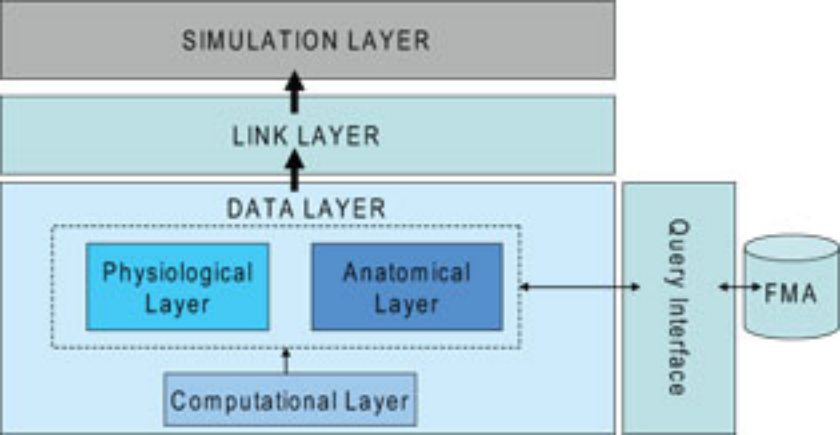 SIMULATION LAYER
LINK LAYER
DATA LAYER
Physiological
Layer
Anatomical
Layer
Computational Layer
Query Interface
FMA